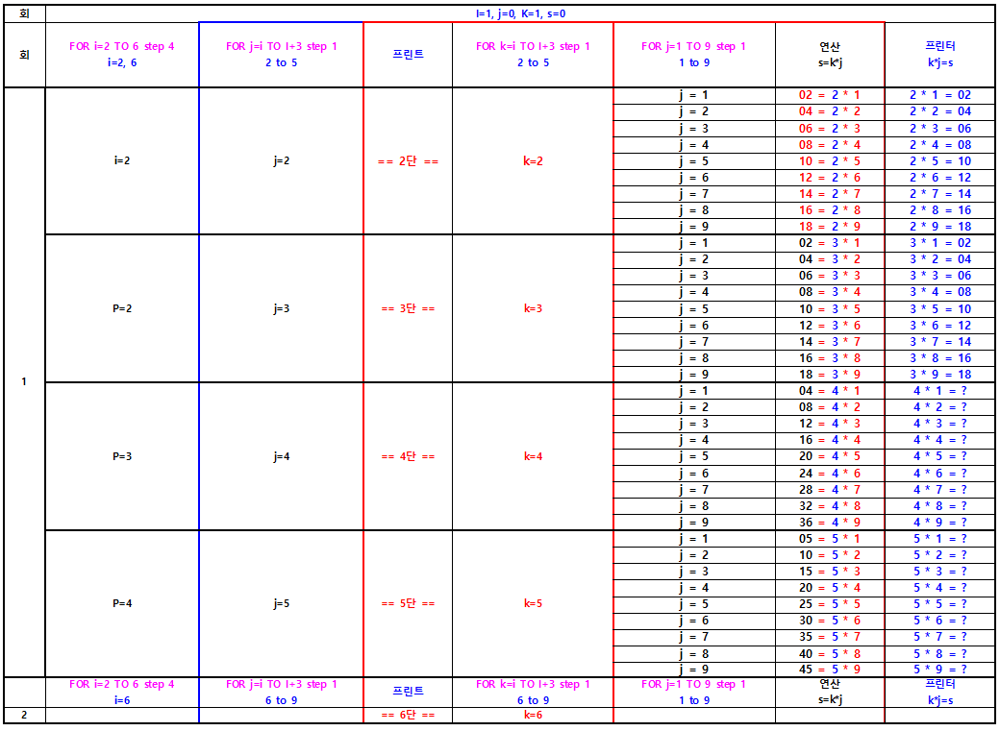 회 I=1, j=0, K=1, s=0
FOR i=2 TO 6 step 4 FOR j=i TO I+3 step 1 FOR k=i TO I+3 step 1 FOR j=1 TO 9 step 1 연산 프린터
회 프린트
i=2, 6 2 to 5 2 to 5 1 to 9 s=k*j k*j=s
j = 1 02 = 2 * 1 2 * 1 = 02
j = 2 04 = 2 * 2 2 * 2 = 04
j = 3 06 = 2 * 3 2 * 3 = 06
j = 4 08 = 2 * 4 2 * 4 = 08
i=2 j=2 == 2단 == k=2 j = 5 10 = 2 * 5 2 * 5 = 10
j = 6 12 = 2 * 6 2 * 6 = 12
j = 7 14 = 2 * 7 2 * 7 = 14
j = 8 16 = 2 * 8 2 * 8 = 16
j = 9 18 = 2 * 9 2 * 9 = 18
j = 1 02 = 3 * 1 3 * 1 = 02
j = 2 04 = 3 * 2 3 * 2 = 04
j = 3 06 = 3 * 3 3 * 3 = 06
j = 4 08 = 3 * 4 3 * 4 = 08
P=2 j=3 == 3단 == k=3 j = 5 10 = 3 * 5 3 * 5 = 10
j = 6 12 = 3 * 6 3 * 6 = 12
j = 7 14 = 3 * 7 3 * 7 = 14
j = 8 16 = 3 * 8 3 * 8 = 16
j = 9 18 = 3 * 9 3 * 9 = 18
1 j = 1 04 = 4 * 1 4 * 1 = ?
j = 2 08 = 4 * 2 4 * 2 = ?
j = 3 12 = 4 * 3 4 * 3 = ?
j = 4 16 = 4 * 4 4 * 4 = ?
P=3 j=4 == 4단 == k=4 j = 5 20 = 4 * 5 4 * 5 = ?
j = 6 24 = 4 * 6 4 * 6 = ?
j = 7 28 = 4 * 7 4 * 7 = ?
j = 8 32 = 4 * 8 4 * 8 = ?
j = 9 36 = 4 * 9 4 * 9 = ?
j = 1 05 = 5 * 1 5 * 1 = ?
j = 2 10 = 5 * 2 5 * 2 = ?
j = 3 15 = 5 * 3 5 * 3 = ?
j = 4 20 = 5 * 4 5 * 4 = ?
P=4 j=5 == 5단 == k=5 j = 5 25 = 5 * 5 5 * 5 = ?
j = 6 30 = 5 * 6 5 * 6 = ?
j = 7 35 = 5 * 7 5 * 7 = ?
j = 8 40 = 5 * 8 5 * 8 = ?
j = 9 45 = 5 * 9 5 * 9 = ?
FOR i=2 TO 6 step 4 FOR j=i TO I+3 step 1 FOR k=i TO I+3 step 1 FOR j=1 TO 9 step 1 연산 프린터
프린트
i=6 6 to 9 6 to 9 1 to 9 s=k*j k*j=s
2 == 6단 == k=6